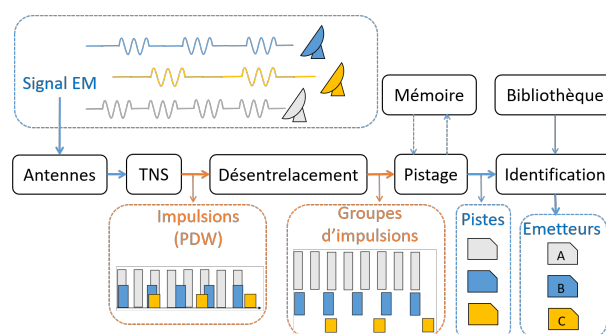 Signal EM
Mémoire
Bibliothèque
Antennes
TNS
Désentrelacement
Pistage
Identification
Impulsions
(PDW)
Groupes
d'impulsions
Pistes
Emetteurs
A
B
C